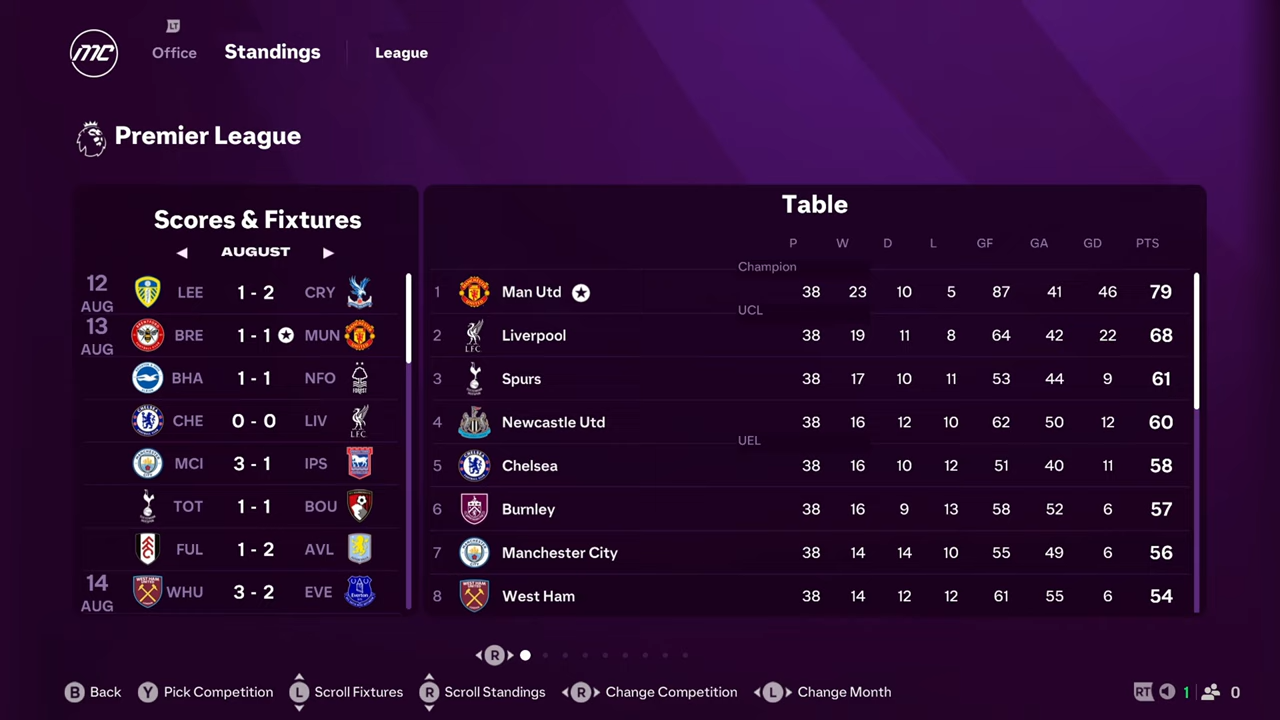 LT
MC Office Standings League
Premier League
Scores & Fixtures
AUGUST
12 AUG LEE 1 - 2 CRY
13 AUG BRE 1 - 1 MUN
BHA 1 - 1 NFO
CHE 0 - 0 LIV
MCI 3 - 1 IPS
TOT 1 - 1 BOU
FUL 1 - 2 AVL
14 AUG WHU 3 - 2 EVE
Table
P W D L GF GA GD PTS
Champion
1 Man Utd 38 23 10 5 87 41 46 79
UCL
2 Liverpool 38 19 11 8 64 42 22 68
3 Spurs 38 17 10 11 53 44 9 61
4 Newcastle Utd 38 16 12 10 62 50 12 60
UEL
5 Chelsea 38 16 10 12 51 40 11 58
6 Burnley 38 16 9 13 58 52 6 57
7 Manchester City 38 14 14 10 55 49 6 56
8 West Ham 38 14 12 12 61 55 6 54
R
B Back Y Pick Competition L Scroll Fixtures R Scroll Standings R Change Competition L Change Month RT 1 0